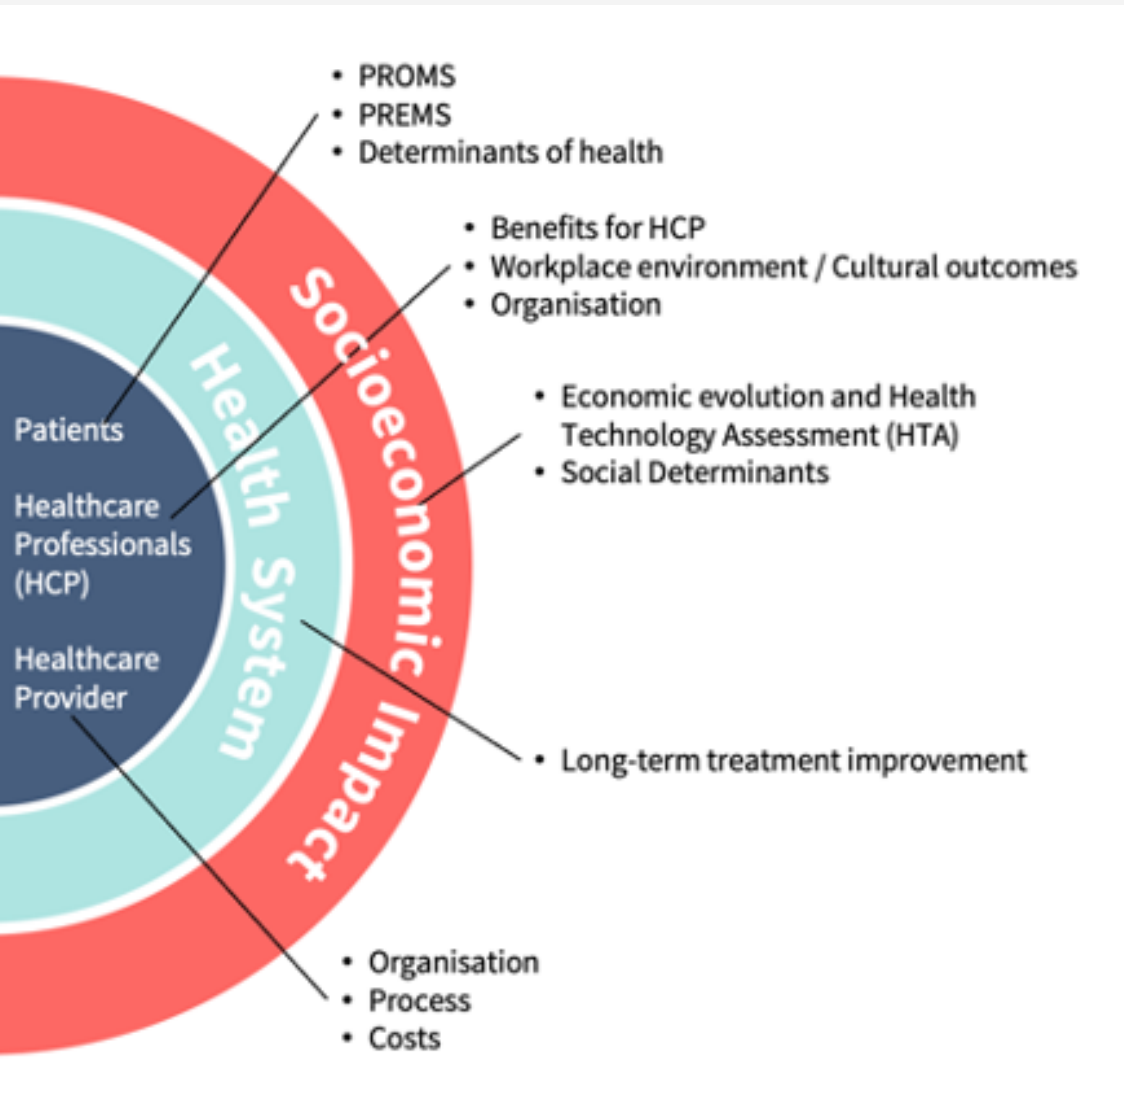 • PROMS
• PREMS
• Determinants of health
• Benefits for HCP
• Workplace environment / Cultural outcomes
• Organisation
• Economic evolution and Health
Technology Assessment (HTA)
• Social Determinants
• Long-term treatment improvement
• Organisation
• Process
• Costs
Socioeconomic Impact
Health System
Patients
Healthcare
Professionals
(HCP)
Healthcare
Provider